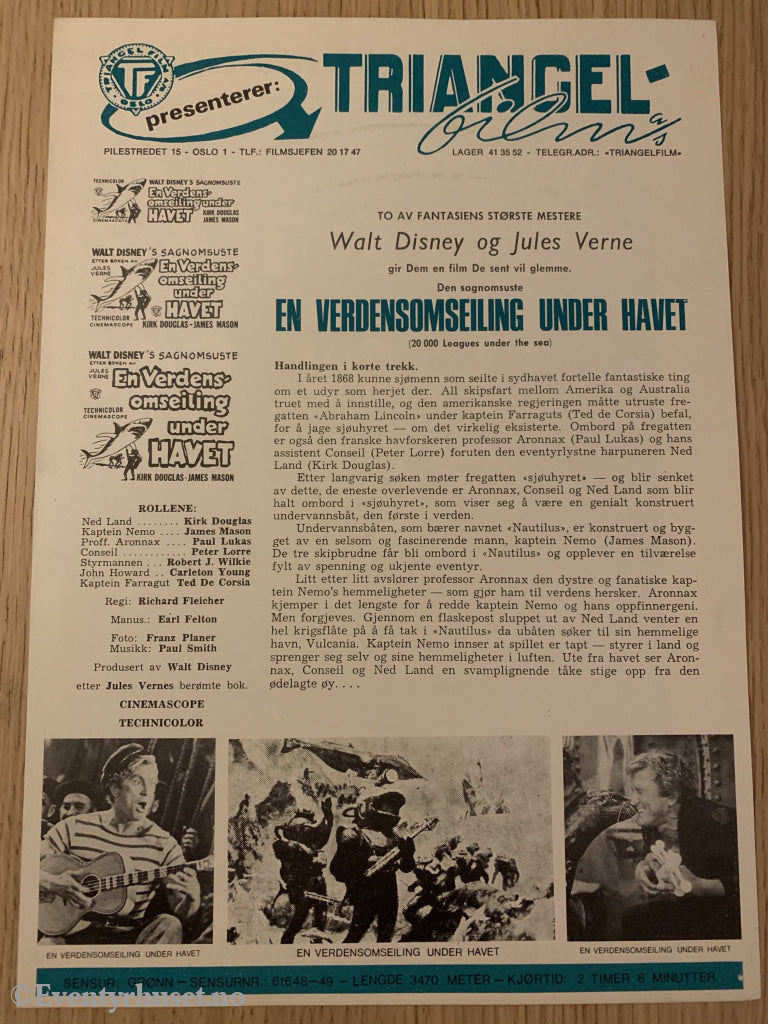 TRIANGEL FILM
OSLO
TF
presenterer:
TRIANGEL-
film a/s
PILESTREDET 15 - OSLO 1 - TLF.: FILMSJEFEN 20 17 47
LAGER 41 35 52 - TELEGR.ADR.: «TRIANGELFILM»
TECHNICOLOR
WALT DISNEY'S SAGNOMSUSTE
En Verdens-
omseiling under
HAVET
CINEMASCOPE
KIRK DOUGLAS
JAMES MASON
WALT DISNEY'S SAGNOMSUSTE
ETTER BOKEN AV
JULES
VERNE
En Verdens-
omseiling
under
HAVET
TECHNICOLOR
CINEMASCOPE
KIRK DOUGLAS-JAMES MASON
WALT DISNEY'S SAGNOMSUSTE
ETTER BOKEN AV
JULES
VERNE
En Verdens-
omseiling
under
HAVET
TECHNICOLOR
CINEMASCOPE
KIRK DOUGLAS-JAMES MASON
ROLLENE:
Ned Land ........ Kirk Douglas
Kaptein Nemo .... James Mason
Proff. Aronnax .... Paul Lukas
Conseil ............ Peter Lorre
Styrmannen .. Robert J. Wilkie
John Howard .. Carleton Young
Kaptein Farragut Ted De Corsia
Regi: Richard Fleicher
Manus.: Earl Felton
Foto: Franz Planer
Musikk: Paul Smith
Produsert av Walt Disney
etter Jules Vernes berømte bok.
CINEMASCOPE
TECHNICOLOR
TO AV FANTASIENS STØRSTE MESTERE
Walt Disney og Jules Verne
gir Dem en film De sent vil glemme.
Den sagnomsuste
EN VERDENSOMSEILING UNDER HAVET
(20 000 Leagues under the sea)
Handlingen i korte trekk.
I året 1868 kunne sjømenn som seilte i sydhavet fortelle fantastiske ting
om et udyr som herjet der. All skipsfart mellom Amerika og Australia
truet med å innstille, og den amerikanske regjeringen måtte utruste fre-
gatten «Abraham Lincoln» under kaptein Farraguts (Ted de Corsia) befal,
for å jage sjøuhyret — om det virkelig eksisterte. Ombord på fregatten
er også den franske havforskeren professor Aronnax (Paul Lukas) og hans
assistent Conseil (Peter Lorre) foruten den eventyrlystne harpuneren Ned
Land (Kirk Douglas).
Etter langvarig søken møter fregatten «sjøuhyret» — og blir senket
av dette, de eneste overlevende er Aronnax, Conseil og Ned Land som blir
halt ombord i «sjøuhyret», som viser seg å være en genialt konstruert
undervannsbåt, den første i verden.
Undervannsbåten, som bærer navnet «Nautilus», er konstruert og byg-
get av en selsom og fascinerende mann, kaptein Nemo (James Mason).
De tre skipbrudne får bli ombord i «Nautilus» og opplever en tilværelse
fylt av spenning og ukjente eventyr.
Litt etter litt avslører professor Aronnax den dystre og fanatiske kap-
tein Nemo's hemmeligheter — som gjør ham til verdens hersker. Aronnax
kjemper i det lengste for å redde kaptein Nemo og hans oppfinnergeni.
Men forgjeves. Gjennom en flaskepost sluppet ut av Ned Land venter en
hel krigsflåte på å få tak i «Nautilus» da ubåten søker til sin hemmelige
havn, Vulcania. Kaptein Nemo innser at spillet er tapt — styrer i land og
sprenger seg selv og sine hemmeligheter i luften. Ute fra havet ser Aron-
nax, Conseil og Ned Land en svamplignende tåke stige opp fra den
ødelagte øy. . . .
EN VERDENSOMSEILING UNDER HAVET
EN VERDENSOMSEILING UNDER HAVET
EN VERDENSOMSEILING UNDER HAVET
SENSUR: GRØNN - SENSURNR.: 61648-49 - LENGDE 3470 METER - KJØRTID: 2 TIMER 6 MINUTTER
©Eventyrhuset.no